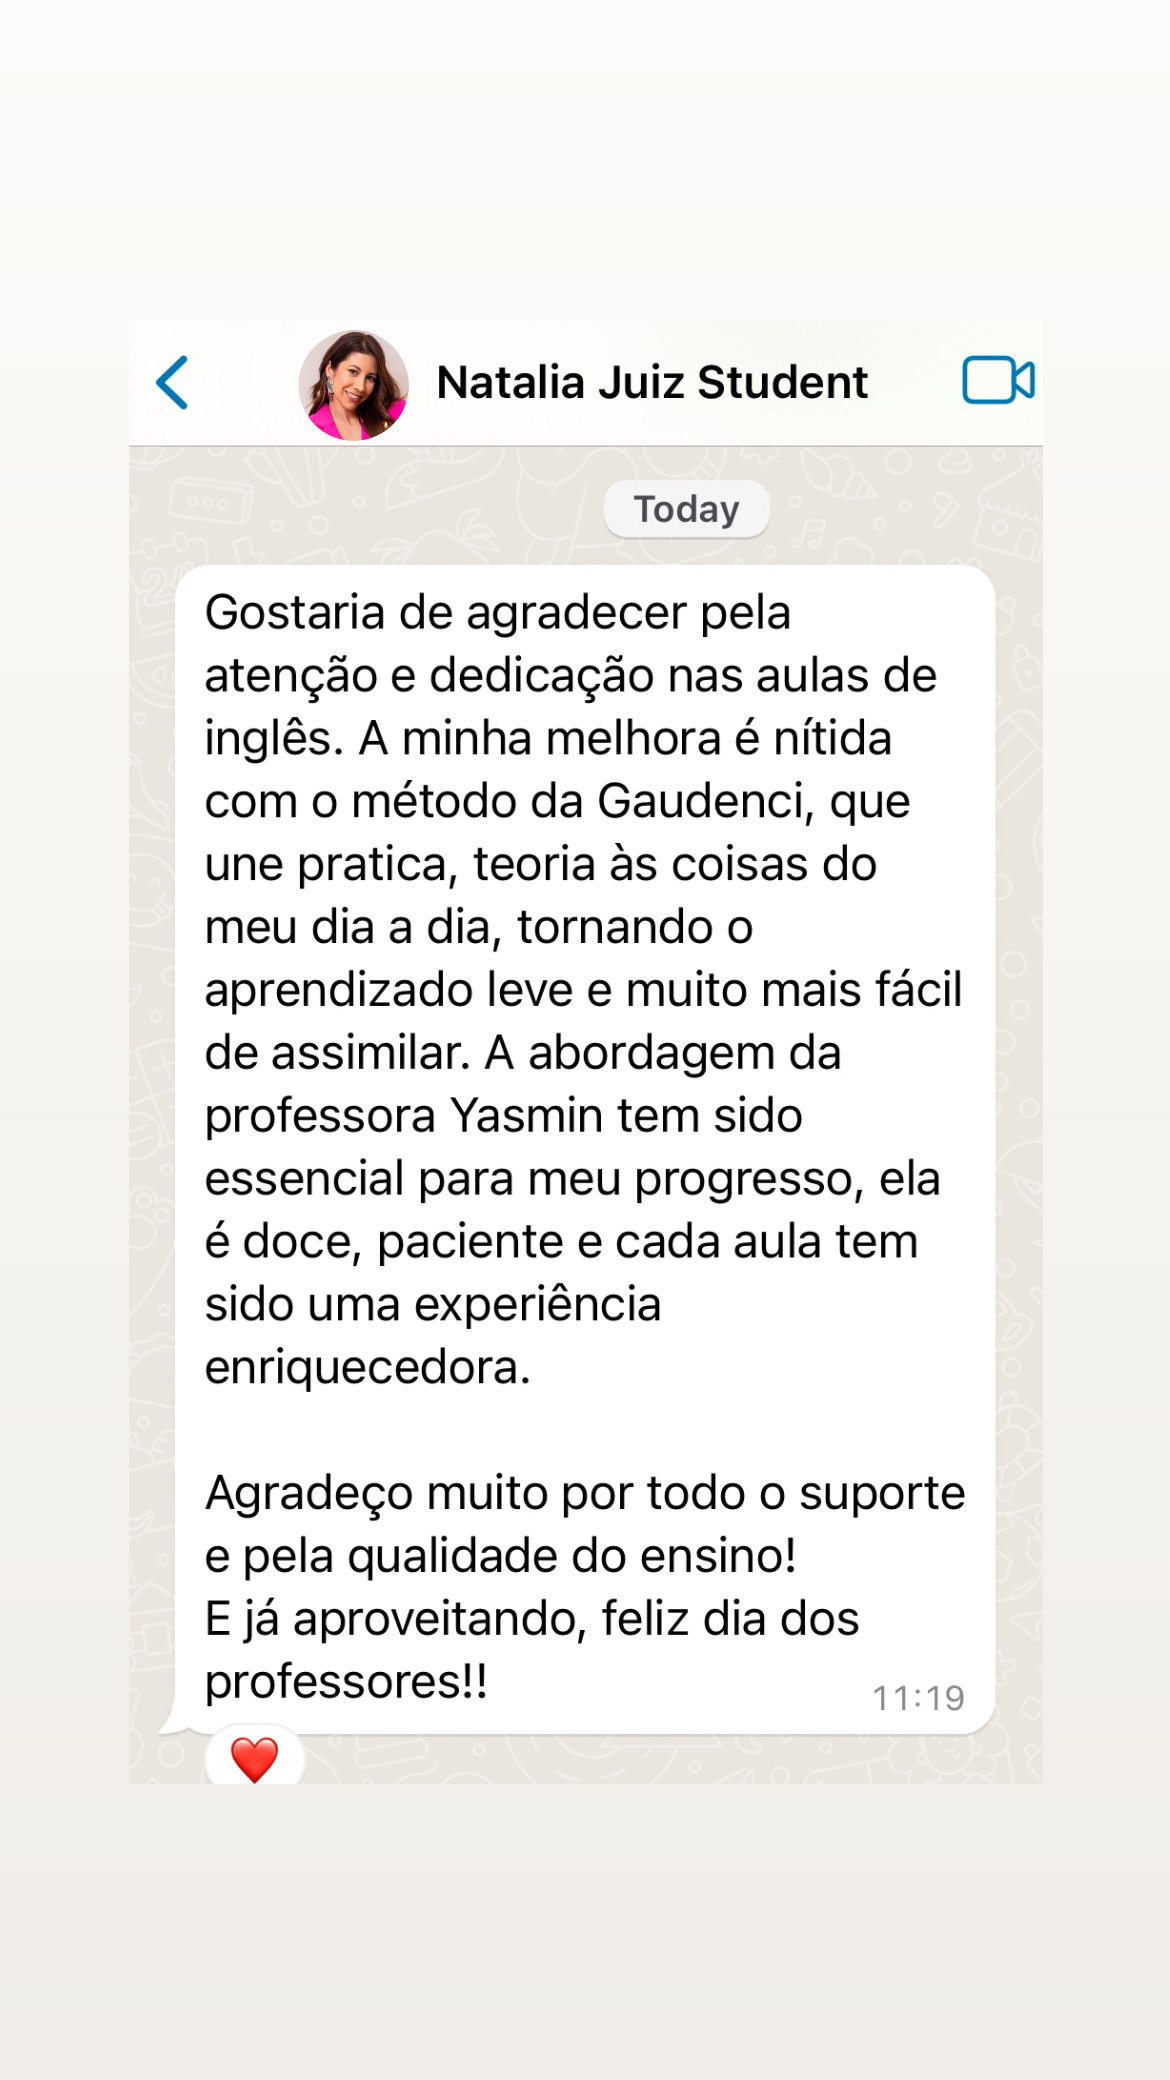 Natalia Juiz Student
Today
Gostaria de agradecer pela
atenção e dedicação nas aulas de
inglês. A minha melhora é nítida
com o método da Gaudenci, que
une pratica, teoria às coisas do
meu dia a dia, tornando o
aprendizado leve e muito mais fácil
de assimilar. A abordagem da
professora Yasmin tem sido
essencial para meu progresso, ela
é doce, paciente e cada aula tem
sido uma experiência
enriquecedora.
Agradeço muito por todo o suporte
e pela qualidade do ensino!
E já aproveitando, feliz dia dos
professores!!
11:19